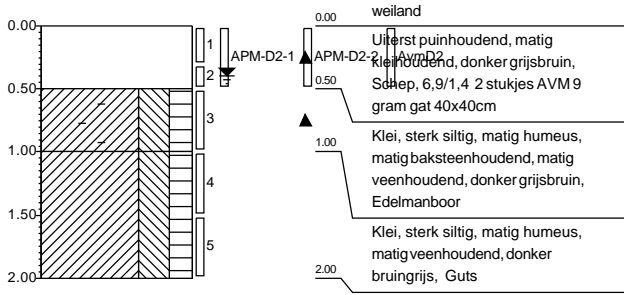 0.00
0.50
1.00
1.50
2.00
1
2
3
4
5
APM-D2-1
APM-D2-2
AvmD2
0.00
weiland
Uiterst puinhoudend, matig
kleihoudend, donker grijsbruin,
Schep, 6,9/1,4 2 stukjes AVM 9
gram gat 40x40cm
0.50
Klei, sterk siltig, matig humeus,
matig baksteenhoudend, matig
veenhoudend, donker grijsbruin,
Edelmanboor
1.00
Klei, sterk siltig, matig humeus,
matig veenhoudend, donker
bruingrijs, Guts
2.00